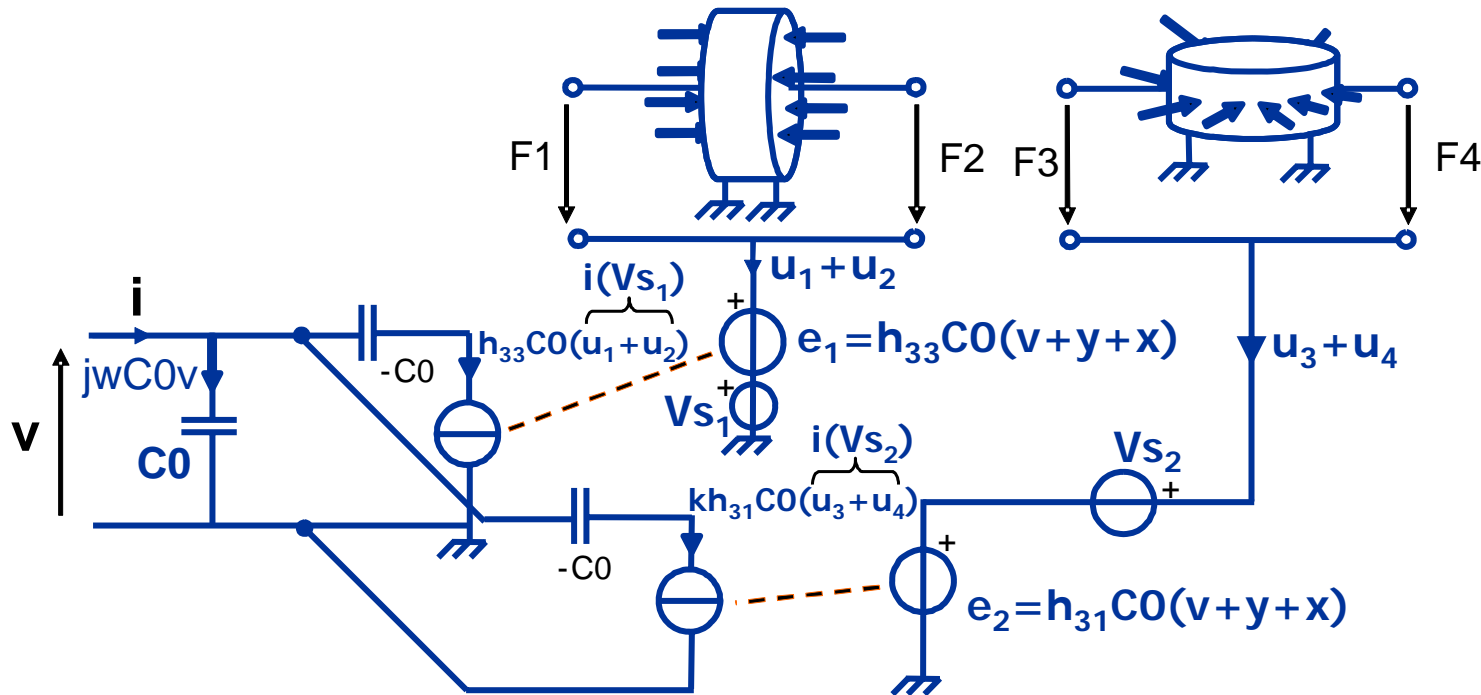 F1
F2
F3
F4
u₁+u₂
i(Vs₁)
i
h₃₃C0(u₁+u₂)
+
e₁=h₃₃C0(v+y+x)
u₃+u₄
-C0
jwC0v
+
Vs₁
v
C0
i(Vs₂)
Vs₂
kh₃₁C0(u₃+u₄)
+
-C0
+
e₂=h₃₁C0(v+y+x)